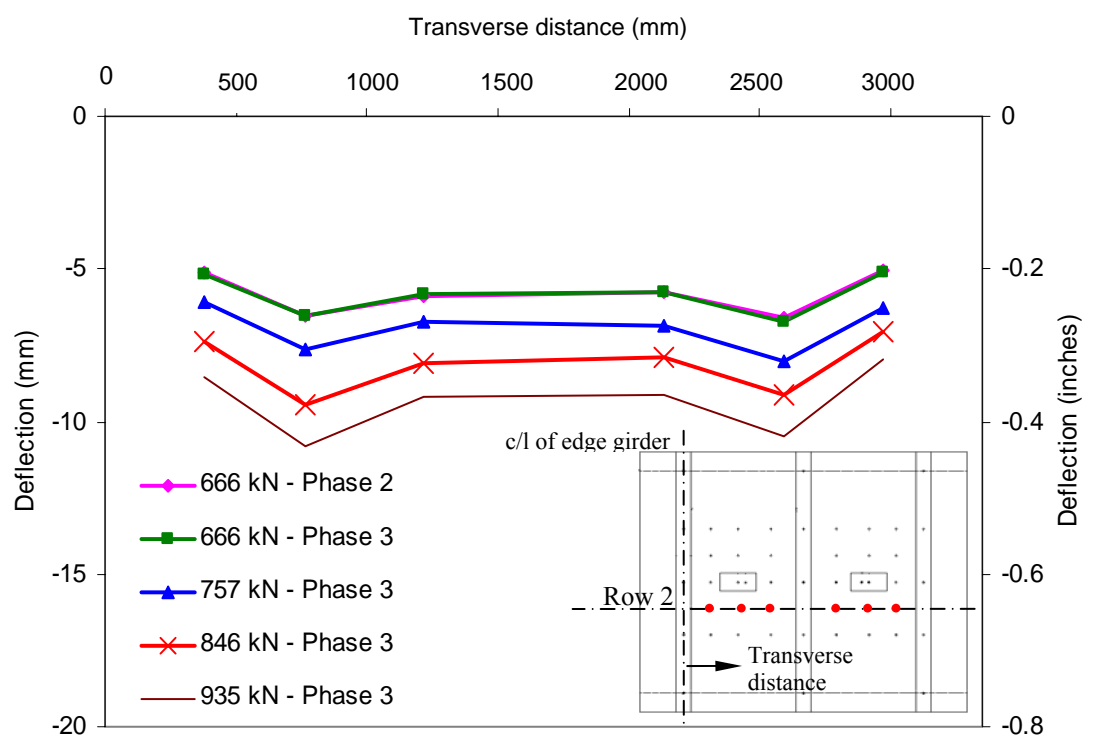 Transverse distance (mm)
0 500 1000 1500 2000 2500 3000
0 0
-5 -0.2
-10 -0.4
-15 -0.6
-20 -0.8
Deflection (mm)
Deflection (inches)
666 kN - Phase 2
666 kN - Phase 3
757 kN - Phase 3
846 kN - Phase 3
935 kN - Phase 3
c/l of edge girder
Row 2
Transverse
distance